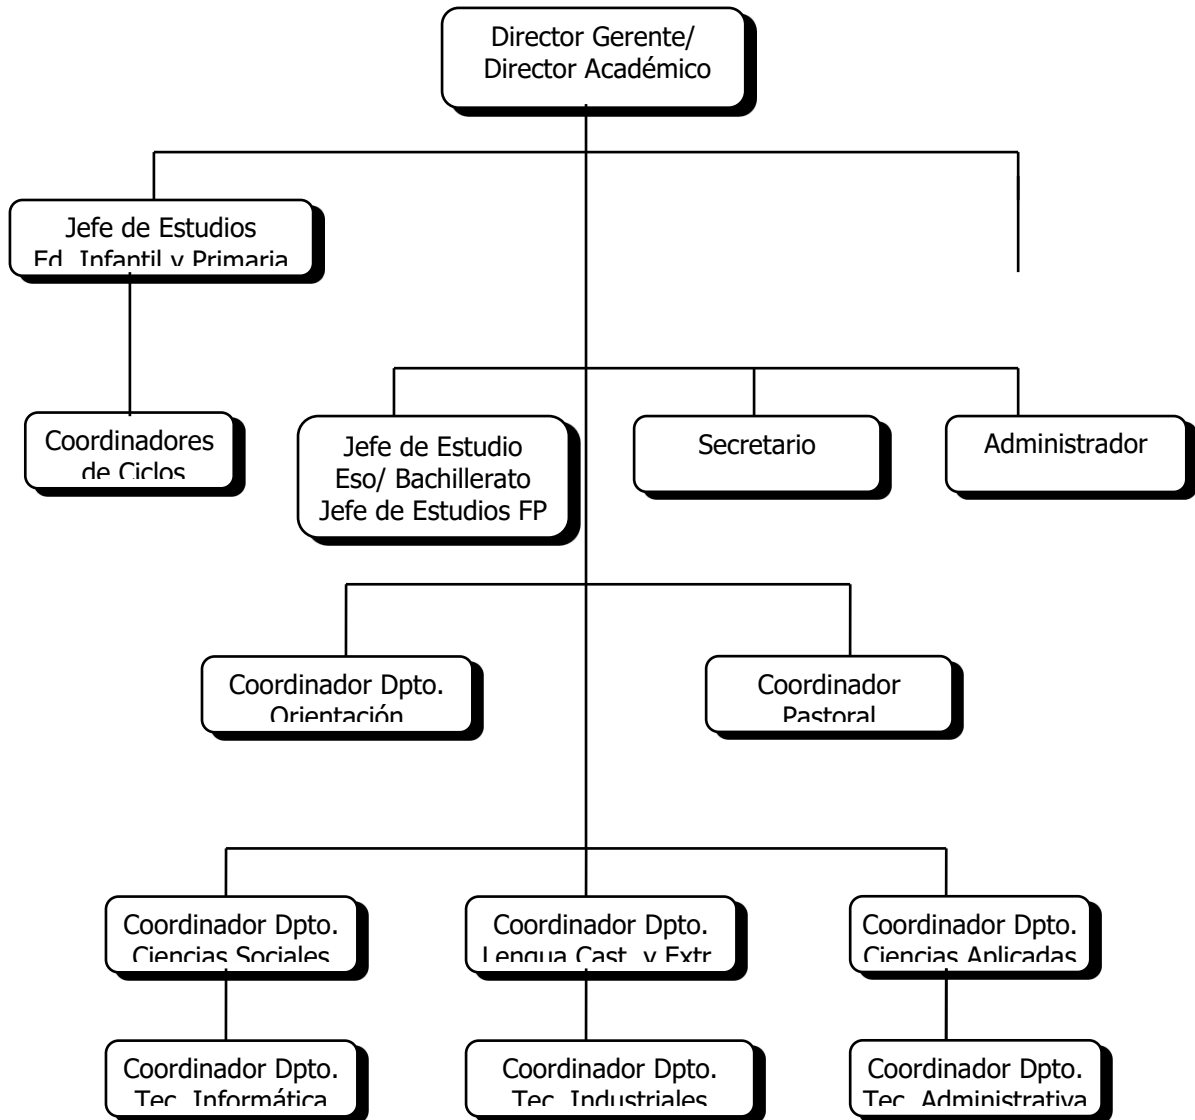 Director Gerente/
Director Académico
Jefe de Estudios
Ed. Infantil y Primaria
Coordinadores
de Ciclos
Jefe de Estudio
Eso/ Bachillerato
Jefe de Estudios FP
Secretario
Administrador
Coordinador Dpto.
Orientación
Coordinador
Pastoral
Coordinador Dpto.
Ciencias Sociales
Coordinador Dpto.
Lengua Cast. y Extr.
Coordinador Dpto.
Ciencias Aplicadas
Coordinador Dpto.
Tec. Informática
Coordinador Dpto.
Tec. Industriales
Coordinador Dpto.
Tec. Administrativa